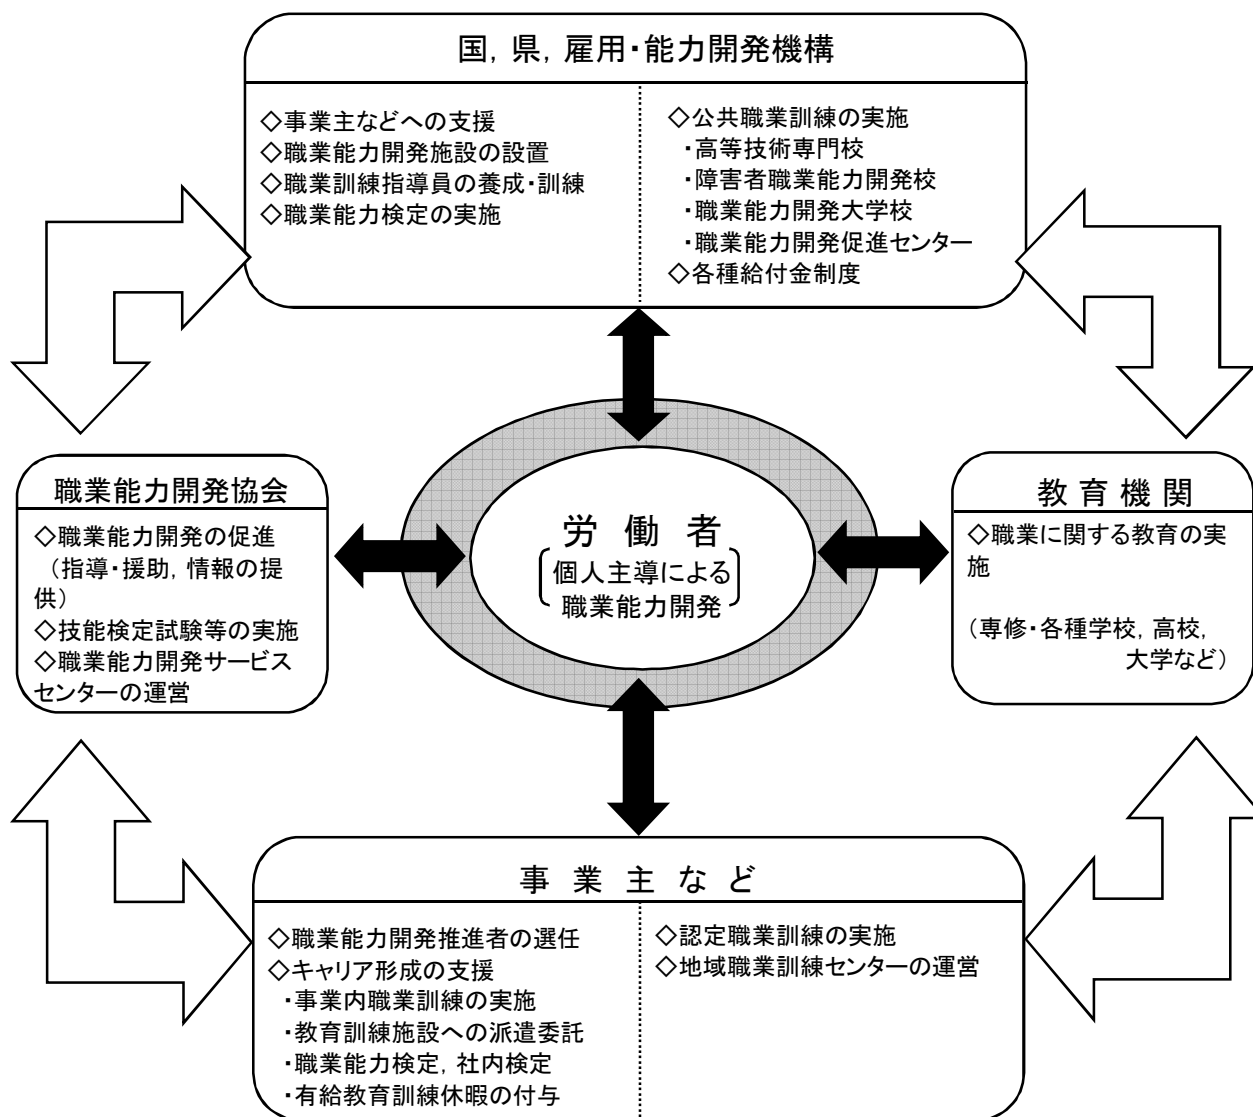 国，県，雇用・能力開発機構
◇事業主などへの支援
◇職業能力開発施設の設置
◇職業訓練指導員の養成・訓練
◇職業能力検定の実施
◇公共職業訓練の実施
・高等技術専門校
・障害者職業能力開発校
・職業能力開発大学校
・職業能力開発促進センター
◇各種給付金制度
職業能力開発協会
◇職業能力開発の促進
（指導・援助，情報の提
供）
◇技能検定試験等の実施
◇職業能力開発サービス
センターの運営
労　働　者
個人主導による
職業能力開発
教 育 機 関
◇職業に関する教育の実
施
（専修・各種学校，高校，
大学など）
事　業　主　な　ど
◇職業能力開発推進者の選任
◇キャリア形成の支援
・事業内職業訓練の実施
・教育訓練施設への派遣委託
・職業能力検定，社内検定
・有給教育訓練休暇の付与
◇認定職業訓練の実施
◇地域職業訓練センターの運営